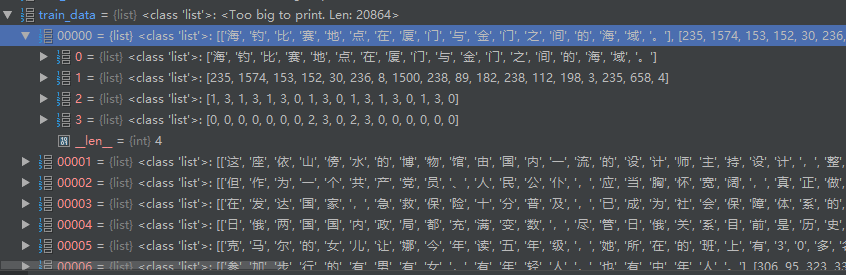 train_data = {list} <class 'list'>: <Too big to print. Len: 20864>
00000 = {list} <class 'list'>: [['海','钓','比','赛','地','点','在','厦','门','与','金','门','之','间','的','海','域','。'], [235, 1574, 153, 152, 30, 236,
0 = {list} <class 'list'>: ['海','钓','比','赛','地','点','在','厦','门','与','金','门','之','间','的','海','域','。']
1 = {list} <class 'list'>: [235, 1574, 153, 152, 30, 236, 8, 1500, 238, 89, 182, 238, 112, 198, 3, 235, 658, 4]
2 = {list} <class 'list'>: [1, 3, 1, 3, 1, 3, 0, 1, 3, 0, 1, 3, 1, 3, 0, 1, 3, 0]
3 = {list} <class 'list'>: [0, 0, 0, 0, 0, 0, 0, 2, 3, 0, 2, 3, 0, 0, 0, 0, 0, 0]
__len__ = {int} 4
00001 = {list} <class 'list'>: [['这','座','依','山','傍','水','的','博','物','馆','由','国','内','一','流','的','设','计','师','主','持','设','计',',','整
00002 = {list} <class 'list'>: [['但','作','为','一','个','共','产','党','员','、','人','民','公','仆',',','应','当','胸','怀','宽','阔',',','真','正','做
00003 = {list} <class 'list'>: [['在','发','达','国','家',',','急','救','保','险','十','分','普','及',',','已','成','为','社','会','保','障','体','系','的',
00004 = {list} <class 'list'>: [['日','俄','两','国','国','内','政','局','都','充','满','变','数',',','尽','管','日','俄','关','系','目','前','是','历','史',
00005 = {list} <class 'list'>: [['克','马','尔','的','女','儿','让','娜','今','年','读','五','年','级',',','她','所','在','的','班','上','有','3','0','多','名
00006 = {list} <class 'list'>: [['参','加','步','行','的','有','男','有','女',',','有','年','轻','人',',','也','有','中','年','人','。'], [306, 95, 323, 33